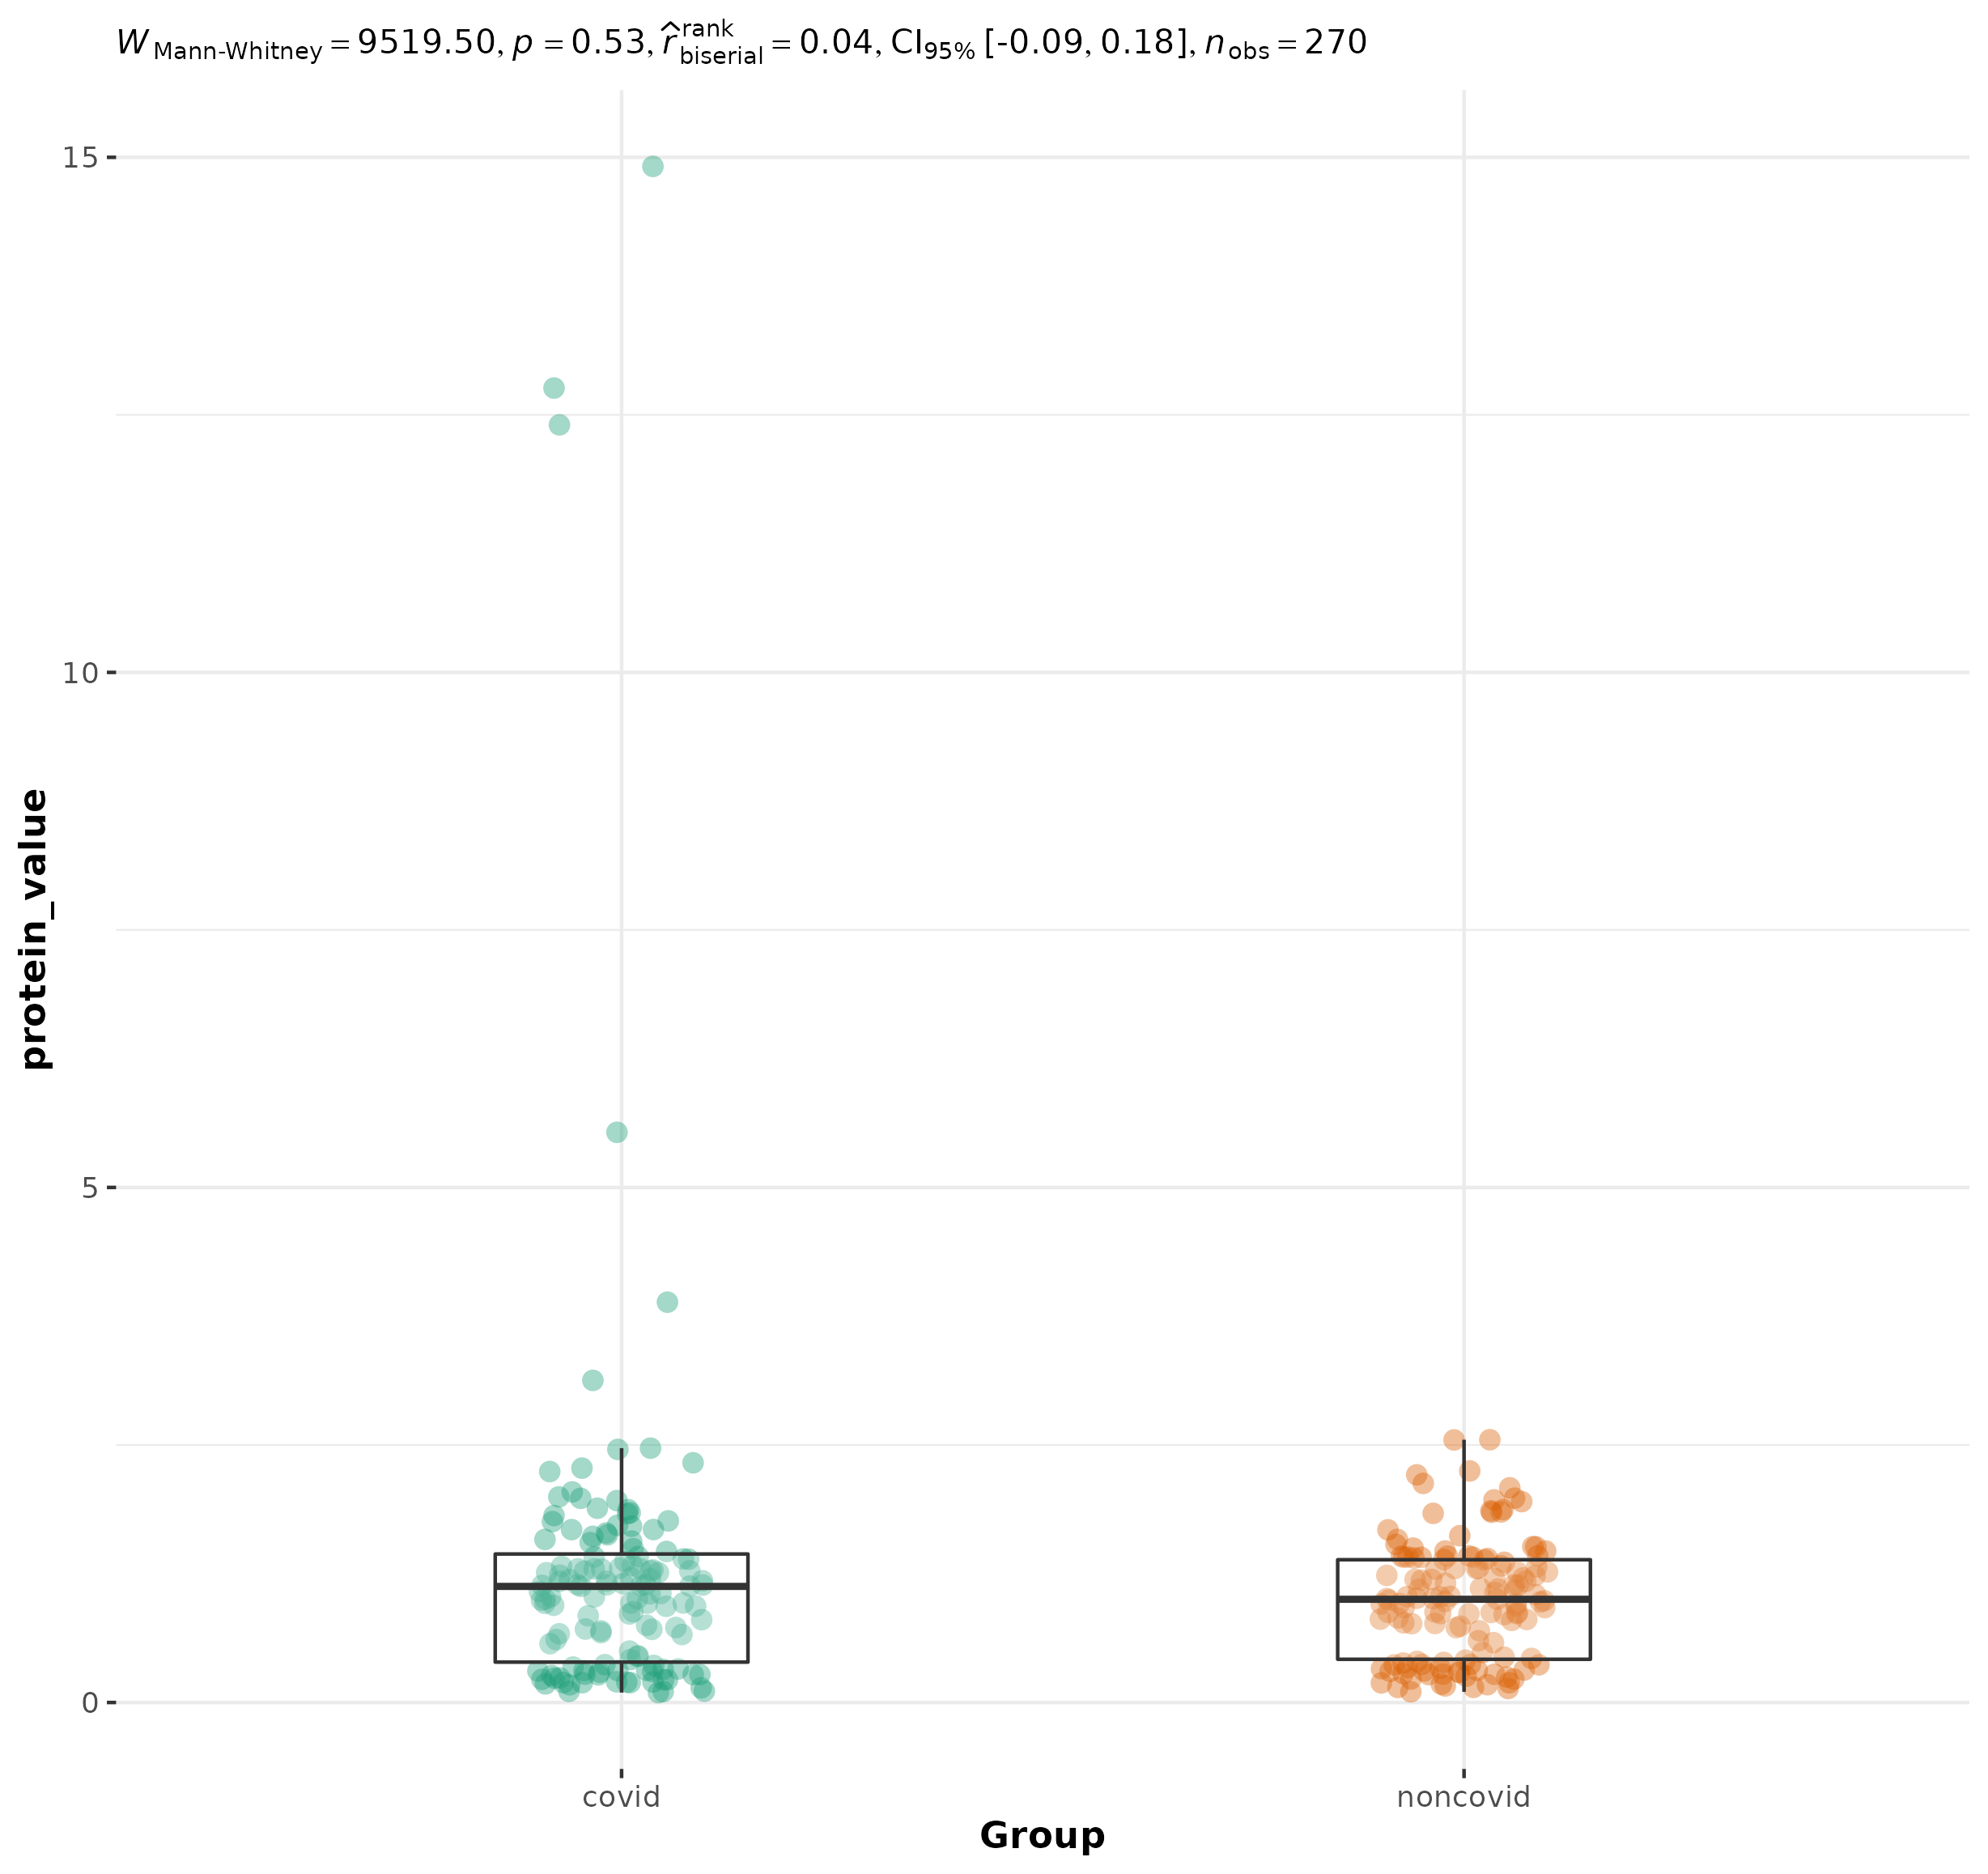 W Mann-Whitney = 9519.50, p = 0.53, r̂ rank biserial = 0.04, CI95% [-0.09, 0.18], n obs = 270
15
10
5
0
protein_value
covid
noncovid
Group